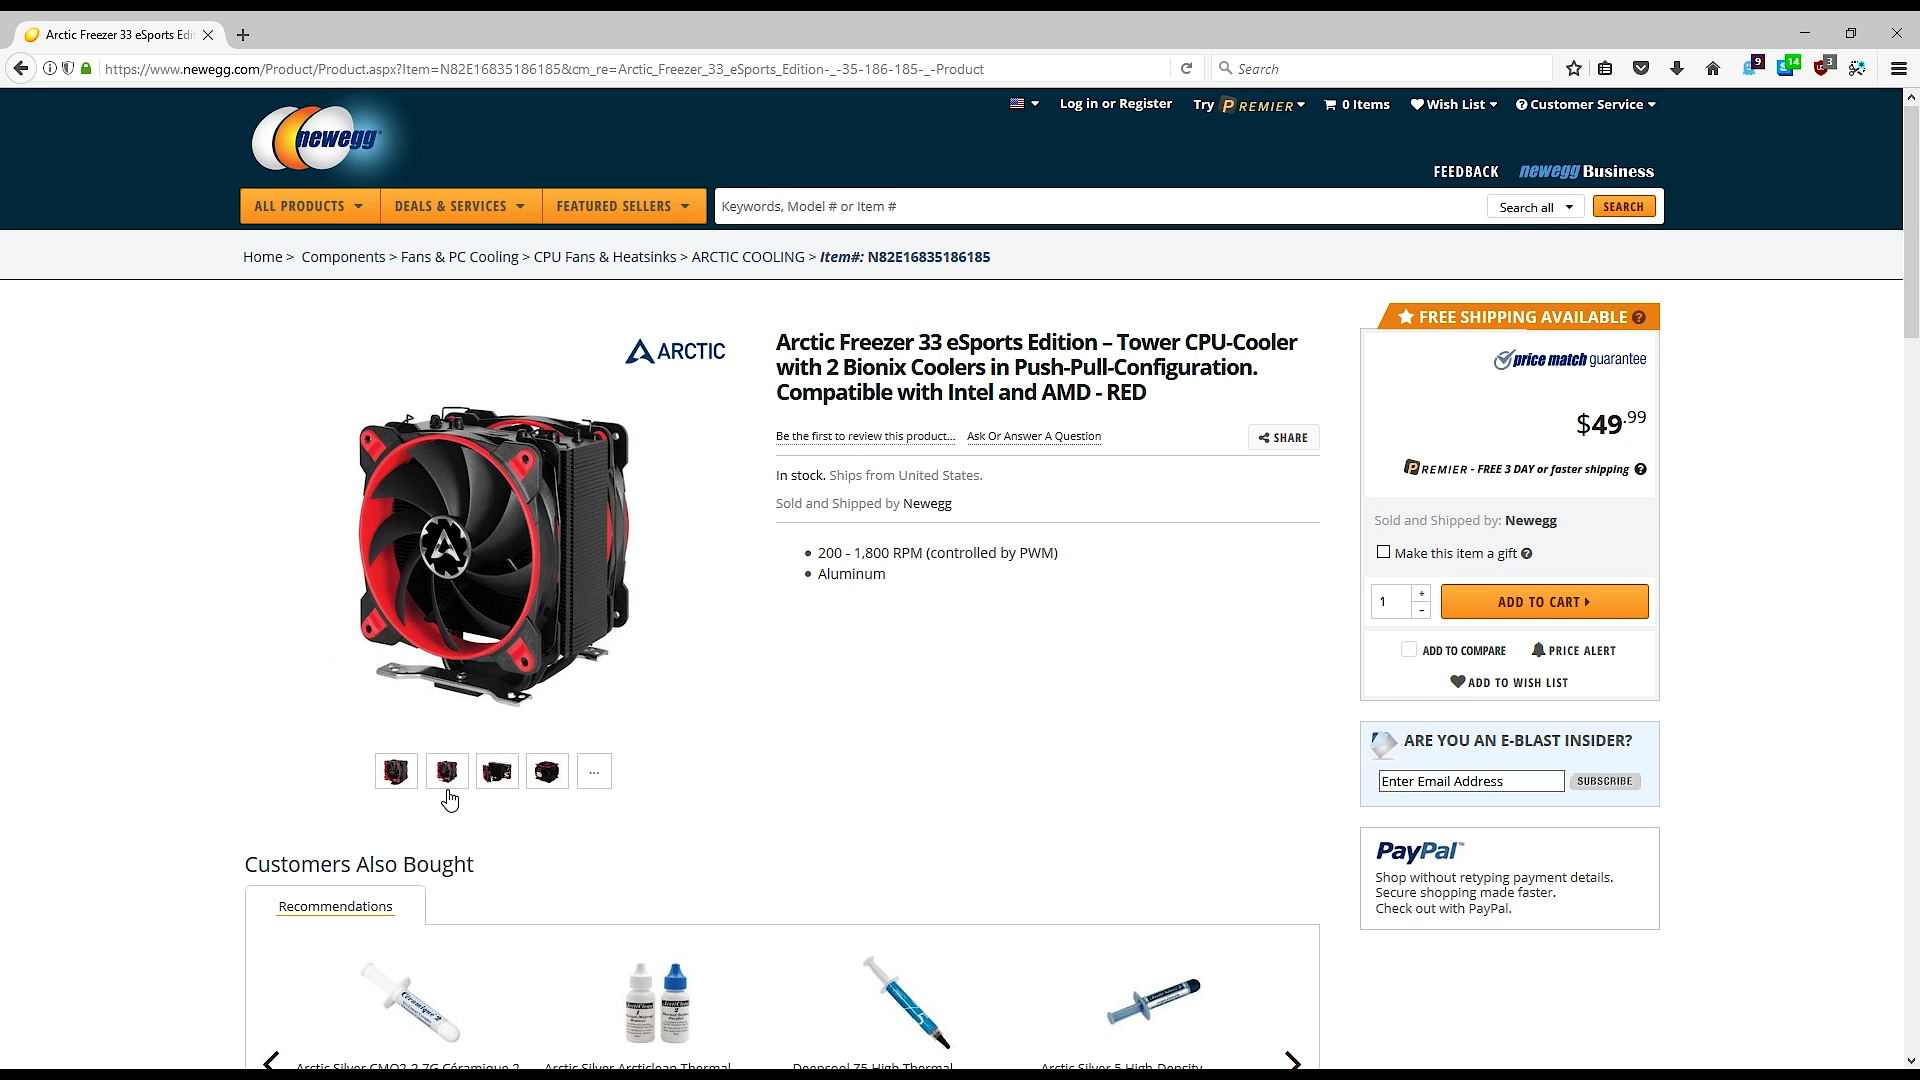 Arctic Freezer 33 eSports Edit
https://www.newegg.com/Product/Product.aspx?Item=N82E16835186185&cm_re=Arctic_Freezer_33_eSports_Edition-_-35-186-185-_-Product
Search
9
14
3
newegg
Log in or Register
Try PREMIER
0 Items
Wish List
Customer Service
FEEDBACK
newegg Business
ALL PRODUCTS
DEALS & SERVICES
FEATURED SELLERS
Keywords, Model # or Item #
Search all
SEARCH
Home > Components > Fans & PC Cooling > CPU Fans & Heatsinks > ARCTIC COOLING > Item#: N82E16835186185
ARCTIC
Arctic Freezer 33 eSports Edition – Tower CPU-Cooler
with 2 Bionix Coolers in Push-Pull-Configuration.
Compatible with Intel and AMD - RED
Be the first to review this product...
Ask Or Answer A Question
SHARE
In stock. Ships from United States.
Sold and Shipped by Newegg
200 - 1,800 RPM (controlled by PWM)
Aluminum
...
FREE SHIPPING AVAILABLE ?
price match guarantee
$49.99
PREMIER - FREE 3 DAY or faster shipping ?
Sold and Shipped by: Newegg
Make this item a gift ?
1
+
-
ADD TO CART
ADD TO COMPARE
PRICE ALERT
ADD TO WISH LIST
ARE YOU AN E-BLAST INSIDER?
Enter Email Address
SUBSCRIBE
PayPal
Shop without retyping payment details.
Secure shopping made faster.
Check out with PayPal.
Customers Also Bought
Recommendations
Céramique 2
Arctic Silver CMQ2-2.7G Céramique 2
Arctic Silver Arcticlean Thermal
Deepcool Z5 High Thermal
Arctic Silver 5 High-Density